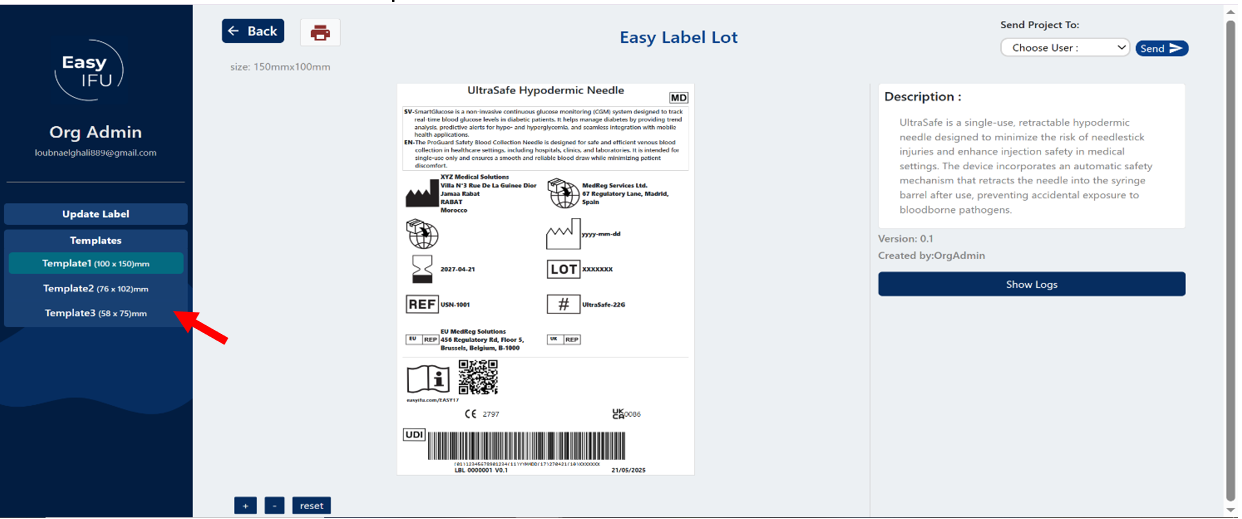 Easy
IFU
Org Admin
loubnaelghali889@gmail.com
Update Label
Templates
Template1 (100 x 150)mm
Template2 (76 x 102)mm
Template3 (58 x 75)mm
Back
Easy Label Lot
Send Project To:
Choose User :
Send
size: 150mmx100mm
UltraSafe Hypodermic Needle
MD
SV-SmartGlucose is a non-invasive continuous glucose monitoring (CGM) system designed to track
real-time blood glucose levels in diabetic patients. It helps manage diabetes by providing trend
analysis, predictive alerts for hypo- and hyperglycemia, and seamless integration with mobile
health applications.
EN-The ProGuard Safety Blood Collection Needle is designed for safe and efficient venous blood
collection in healthcare settings, including hospitals, clinics, and laboratories. It is intended for
single-use only and ensures a smooth and reliable blood draw while minimizing patient
discomfort.
XYZ Medical Solutions
Villa N°3 Rue De La Guinee Dior
Jamaa Rabat
RABAT
Morocco
MedReg Services Ltd.
67 Regulatory Lane, Madrid,
Spain
yyyy-mm-dd
2027-04-21
LOT XXXXXXX
REF USN-1001
# UltraSafe-22G
EU REP
EU MedReg Solutions
456 Regulatory Rd, Floor 5,
Brussels, Belgium, B-1000
UK REP
easyifu.com/EASY17
CE 2797
UK
CA 0086
UDI
(01)12345678901234(11)YYMMDD(17)270421(10)XXXXXXX
LBL 0000001 V0.1
21/05/2025
+
-
reset
Description :
UltraSafe is a single-use, retractable hypodermic
needle designed to minimize the risk of needlestick
injuries and enhance injection safety in medical
settings. The device incorporates an automatic safety
mechanism that retracts the needle into the syringe
barrel after use, preventing accidental exposure to
bloodborne pathogens.
Version: 0.1
Created by:OrgAdmin
Show Logs